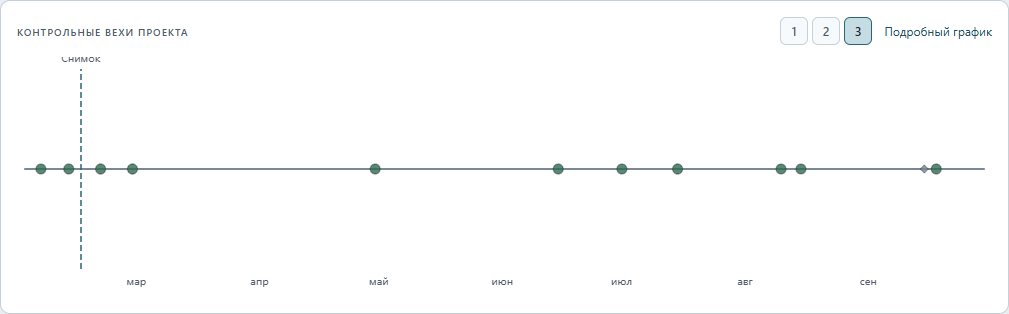 КОНТРОЛЬНЫЕ ВЕХИ ПРОЕКТА
1 2 3 Подробный график
Снимок
мар апр май июн июл авг сен